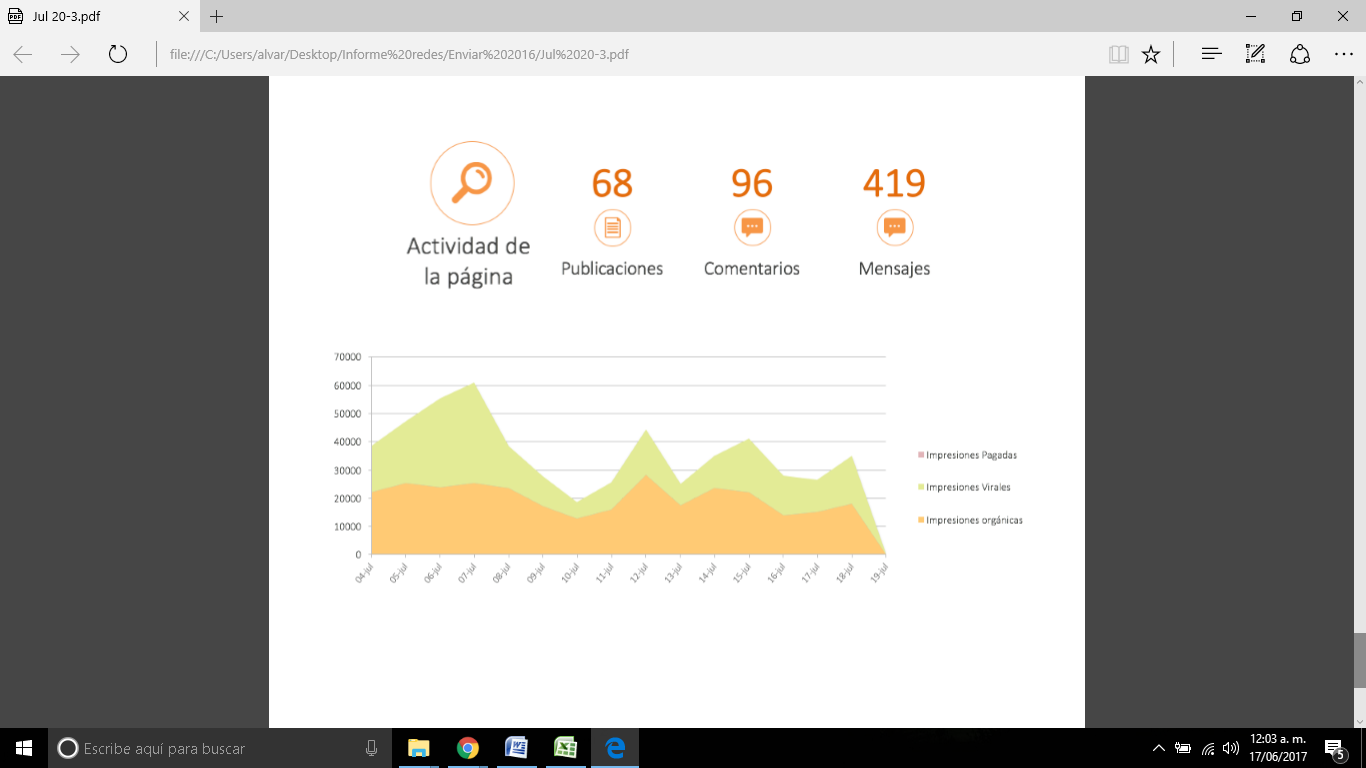 Jul 20-3.pdf
file:///C:/Users/alvar/Desktop/Informe%20redes/Enviar%202016/Jul%2020-3.pdf
Actividad de
la página
68
Publicaciones
96
Comentarios
419
Mensajes
70000
60000
50000
40000
30000
20000
10000
0
04-jul
05-jul
06-jul
07-jul
08-jul
09-jul
10-jul
11-jul
12-jul
13-jul
14-jul
15-jul
16-jul
17-jul
18-jul
19-jul
Impresiones Pagadas
Impresiones Virales
Impresiones orgánicas
Escribe aquí para buscar
12:03 a. m.
17/06/2017
5